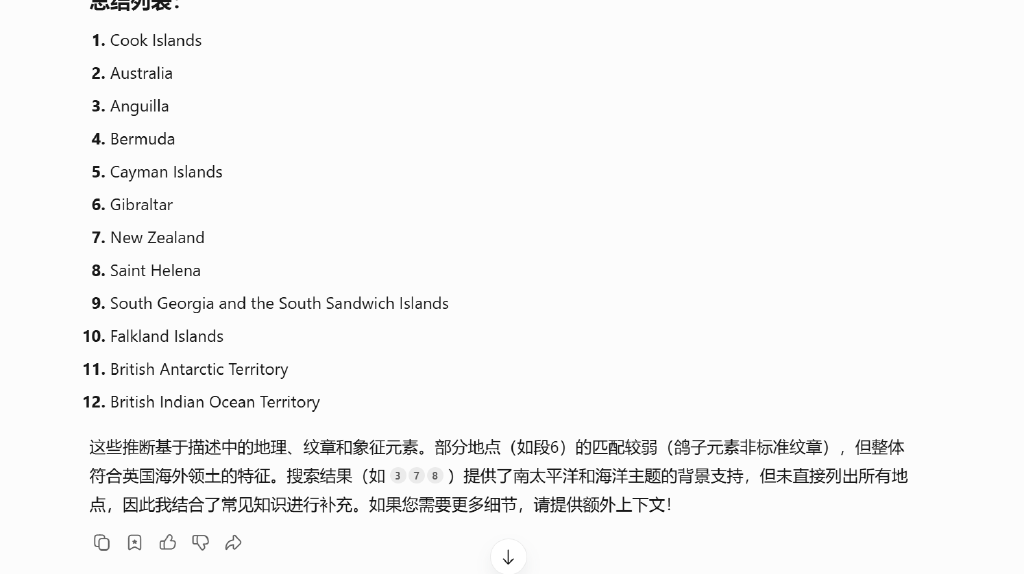 总结列表：
1. Cook Islands
2. Australia
3. Anguilla
4. Bermuda
5. Cayman Islands
6. Gibraltar
7. New Zealand
8. Saint Helena
9. South Georgia and the South Sandwich Islands
10. Falkland Islands
11. British Antarctic Territory
12. British Indian Ocean Territory
这些推断基于描述中的地理、纹章和象征元素。部分地点（如段6）的匹配较弱（鸽子元素非标准纹章），但整体
符合英国海外领土的特征。搜索结果（如 3 7 8 ）提供了南太平洋和海洋主题的背景支持，但未直接列出所有地
点，因此我结合了常见知识进行补充。如果您需要更多细节，请提供额外上下文！